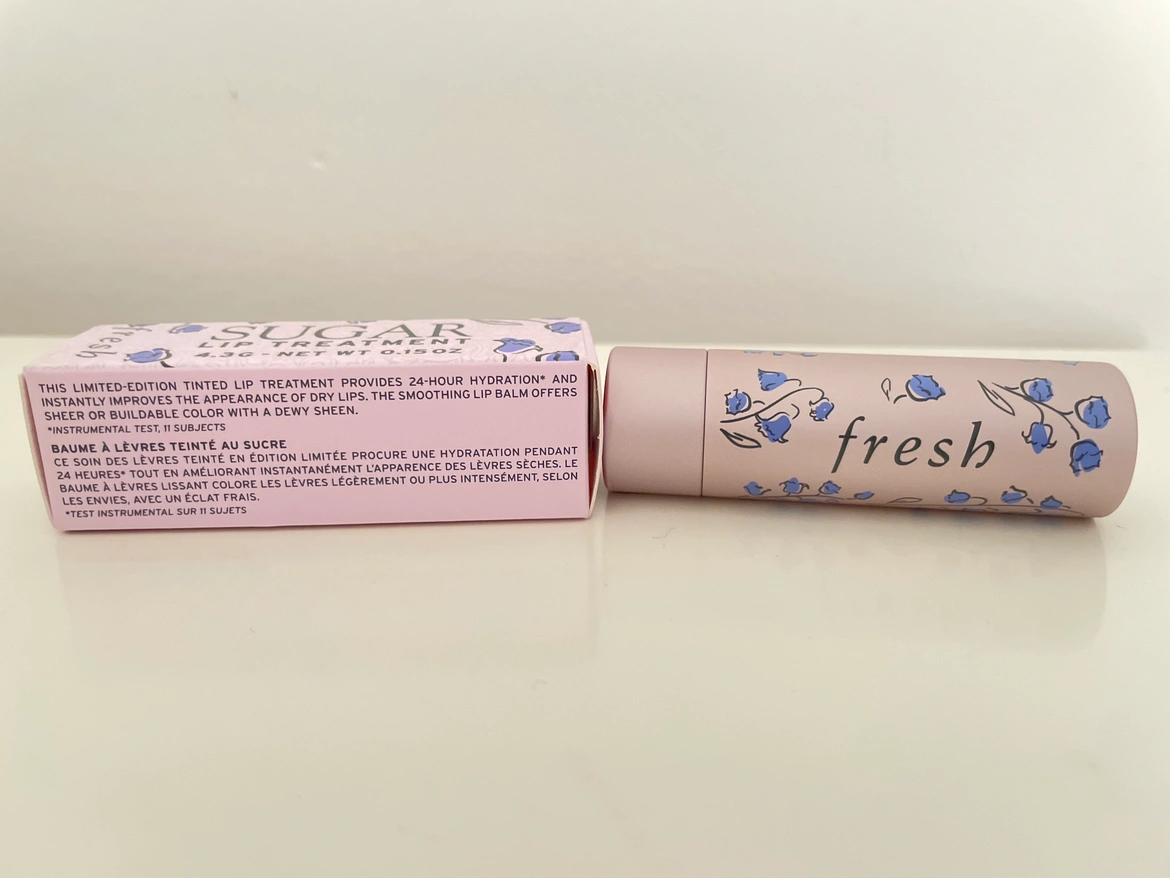 fresh
SUGAR
LIP TREATMENT
4.3 G - NET WT 0.15 OZ
THIS LIMITED-EDITION TINTED LIP TREATMENT PROVIDES 24-HOUR HYDRATION* AND
INSTANTLY IMPROVES THE APPEARANCE OF DRY LIPS. THE SMOOTHING LIP BALM OFFERS
SHEER OR BUILDABLE COLOR WITH A DEWY SHEEN.
*INSTRUMENTAL TEST, 11 SUBJECTS
BAUME À LÈVRES TEINTÉ AU SUCRE
CE SOIN DES LÈVRES TEINTÉ EN ÉDITION LIMITÉE PROCURE UNE HYDRATATION PENDANT
24 HEURES* TOUT EN AMÉLIORANT INSTANTANÉMENT L'APPARENCE DES LÈVRES SÈCHES. LE
BAUME À LÈVRES LISSANT COLORE LES LÈVRES LÉGÈREMENT OU PLUS INTENSÉMENT, SELON
LES ENVIES, AVEC UN ÉCLAT FRAIS.
*TEST INSTRUMENTAL SUR 11 SUJETS
fresh